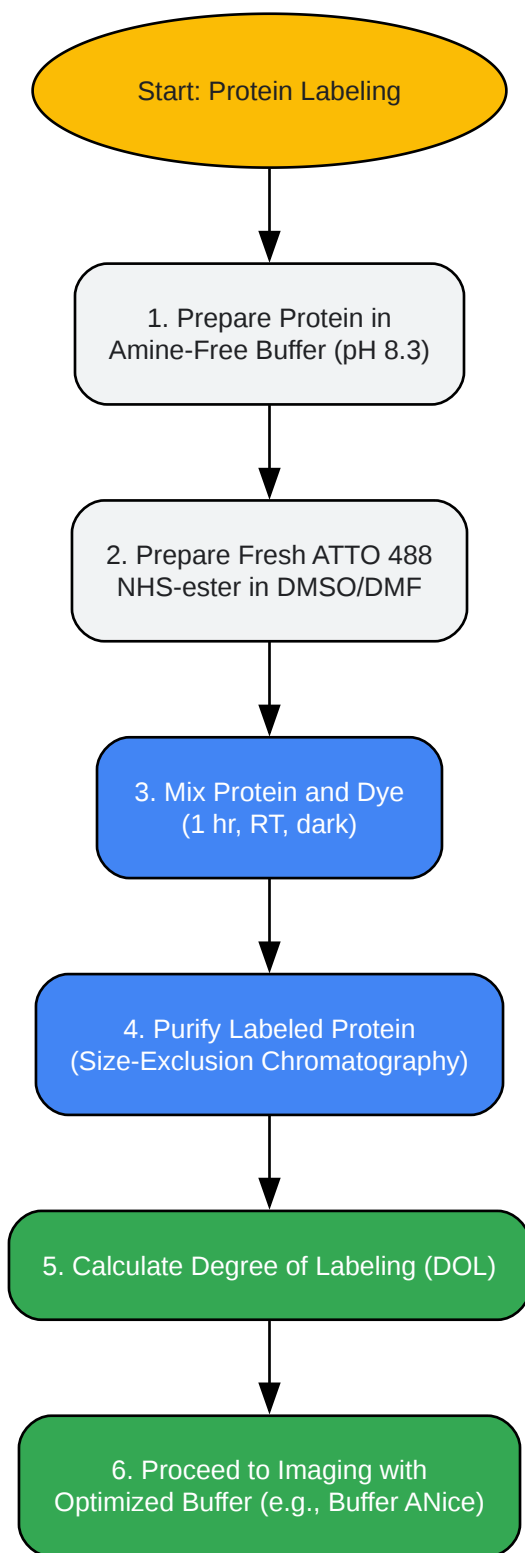 Start: Protein Labeling
1. Prepare Protein in
Amine-Free Buffer (pH 8.3)
2. Prepare Fresh ATTO 488
NHS-ester in DMSO/DMF
3. Mix Protein and Dye
(1 hr, RT, dark)
4. Purify Labeled Protein
(Size-Exclusion Chromatography)
5. Calculate Degree of Labeling (DOL)
6. Proceed to Imaging with
Optimized Buffer (e.g., Buffer ANice)